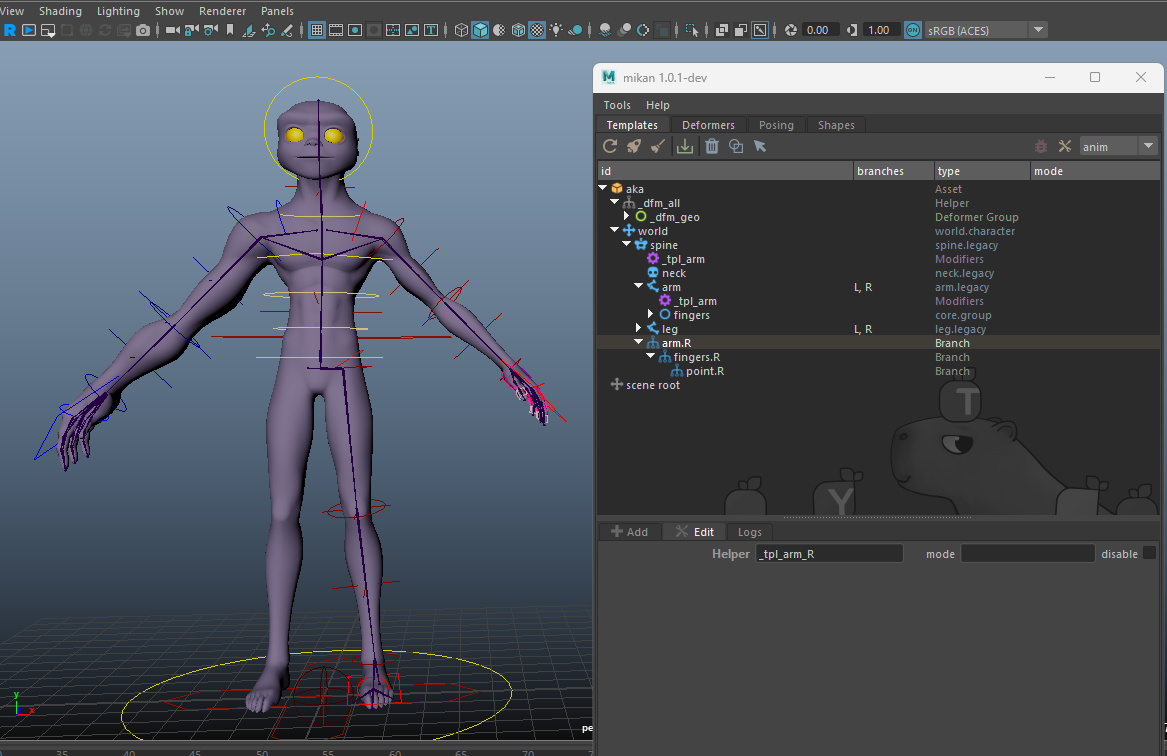 View Shading Lighting Show Renderer Panels
0.00 1.00 ON sRGB (ACES)
M mikan 1.0.1-dev
Tools Help
Templates Deformers Posing Shapes
anim
id branches type mode
aka Asset
_dfm_all Helper
_dfm_geo Deformer Group
world world.character
spine spine.legacy
_tpl_arm Modifiers
neck neck.legacy
arm L, R arm.legacy
_tpl_arm Modifiers
fingers core.group
leg L, R leg.legacy
arm.R Branch
fingers.R Branch
point.R Branch
scene root
T
Y
Add Edit Logs
Helper _tpl_arm_R mode disable
y
x
pe
35 40 45 50 55 60 65 70